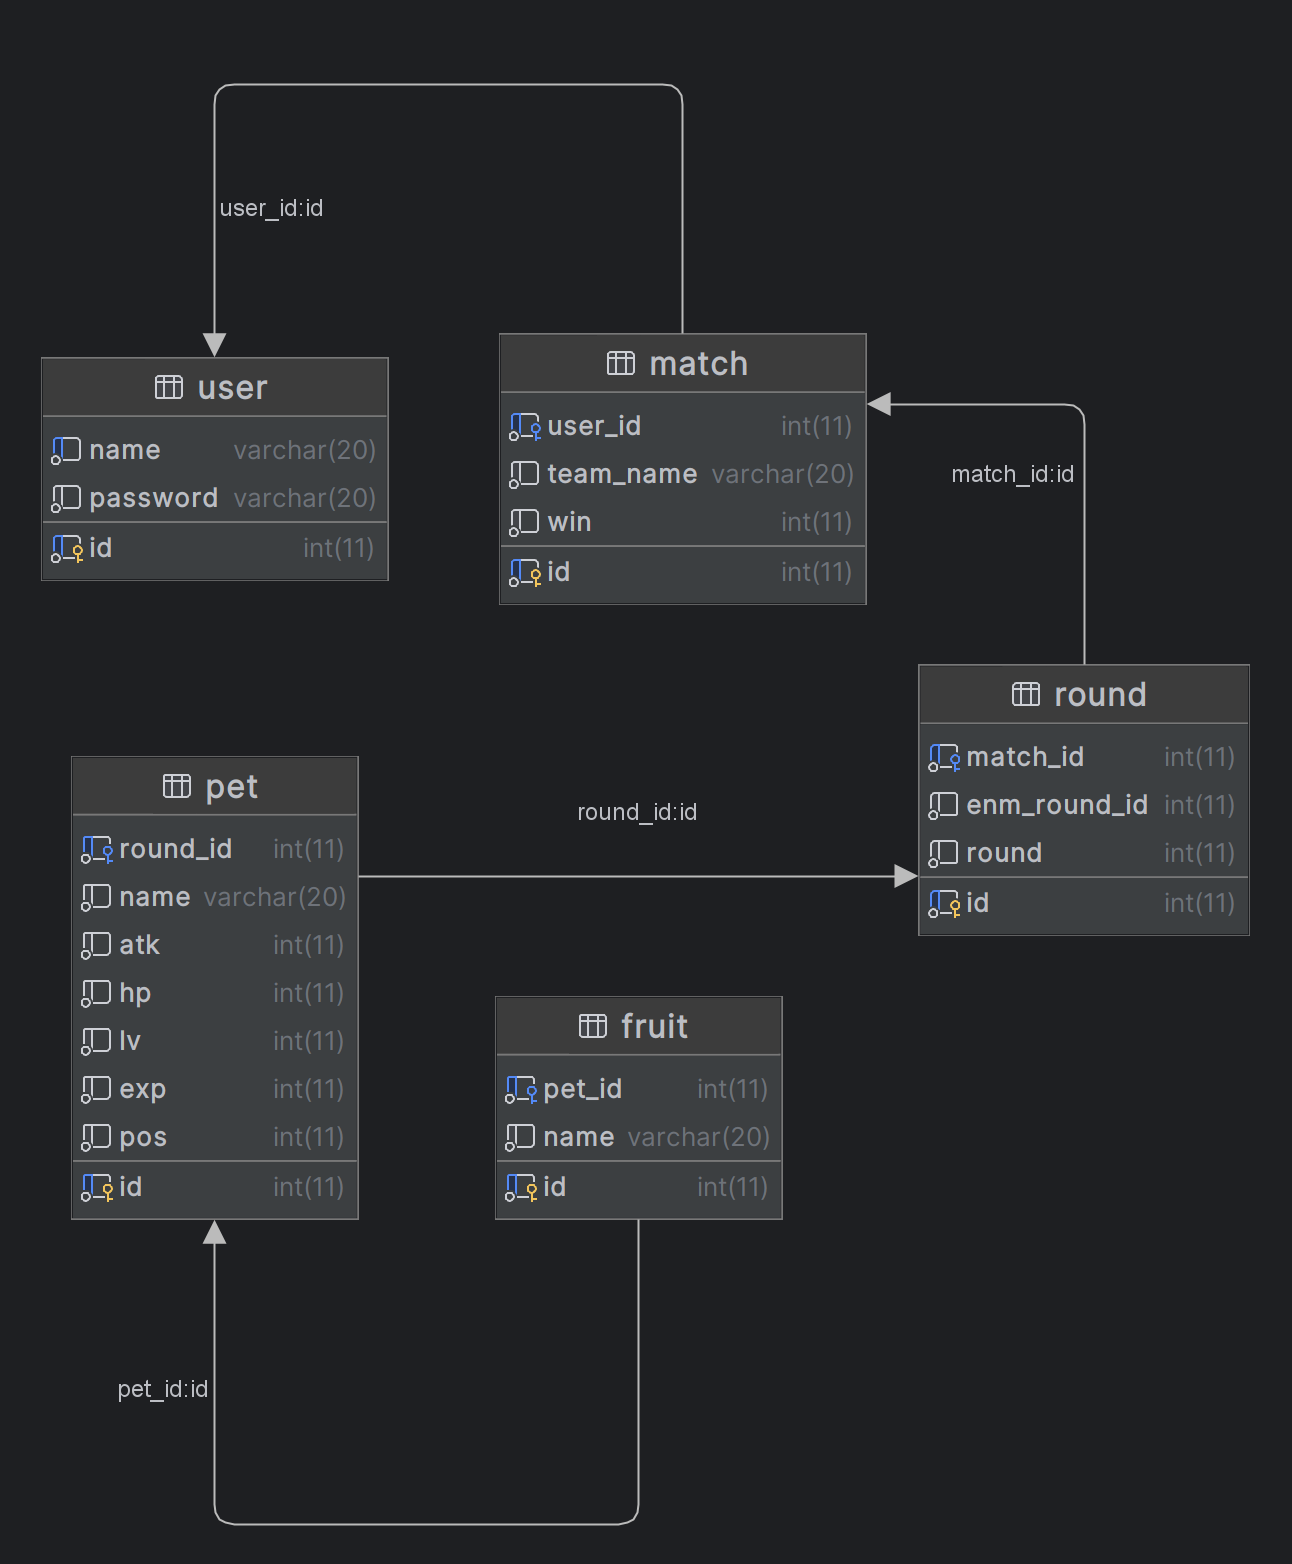 user_id:id
user
name varchar(20)
password varchar(20)
id int(11)
match
user_id int(11)
team_name varchar(20)
win int(11)
id int(11)
match_id:id
round
match_id int(11)
enm_round_id int(11)
round int(11)
id int(11)
round_id:id
pet
round_id int(11)
name varchar(20)
atk int(11)
hp int(11)
lv int(11)
exp int(11)
pos int(11)
id int(11)
fruit
pet_id int(11)
name varchar(20)
id int(11)
pet_id:id